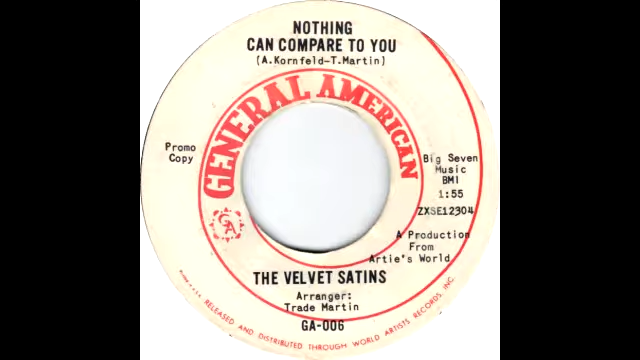 NOTHING
CAN COMPARE TO YOU
(A.Kornfeld-T.Martin)
GENERAL AMERICAN
Promo
Copy
Big Seven
Music
BMI
1:55
ZXSE12304
GA
A Production
From
Artie's World
THE VELVET SATINS
Arranger:
Trade Martin
GA-006
RELEASED AND DISTRIBUTED THROUGH WORLD ARTISTS RECORDS INC.